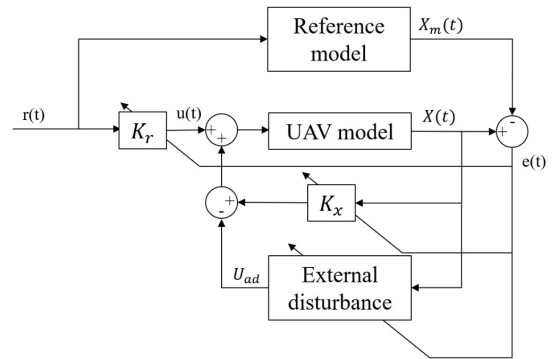 Reference
model
X_m(t)
r(t)
K_r
u(t)
+
+
UAV model
X(t)
+
-
e(t)
+
-
K_x
U_ad
External
disturbance